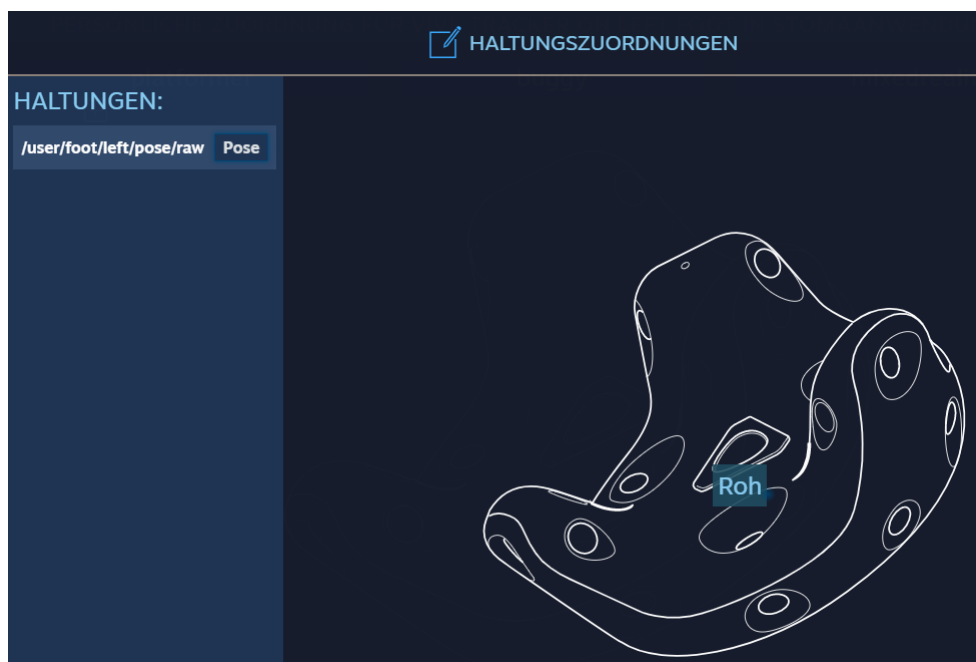 HALTUNGSZUORDNUNGEN
HALTUNGEN:
/user/foot/left/pose/raw Pose
Roh